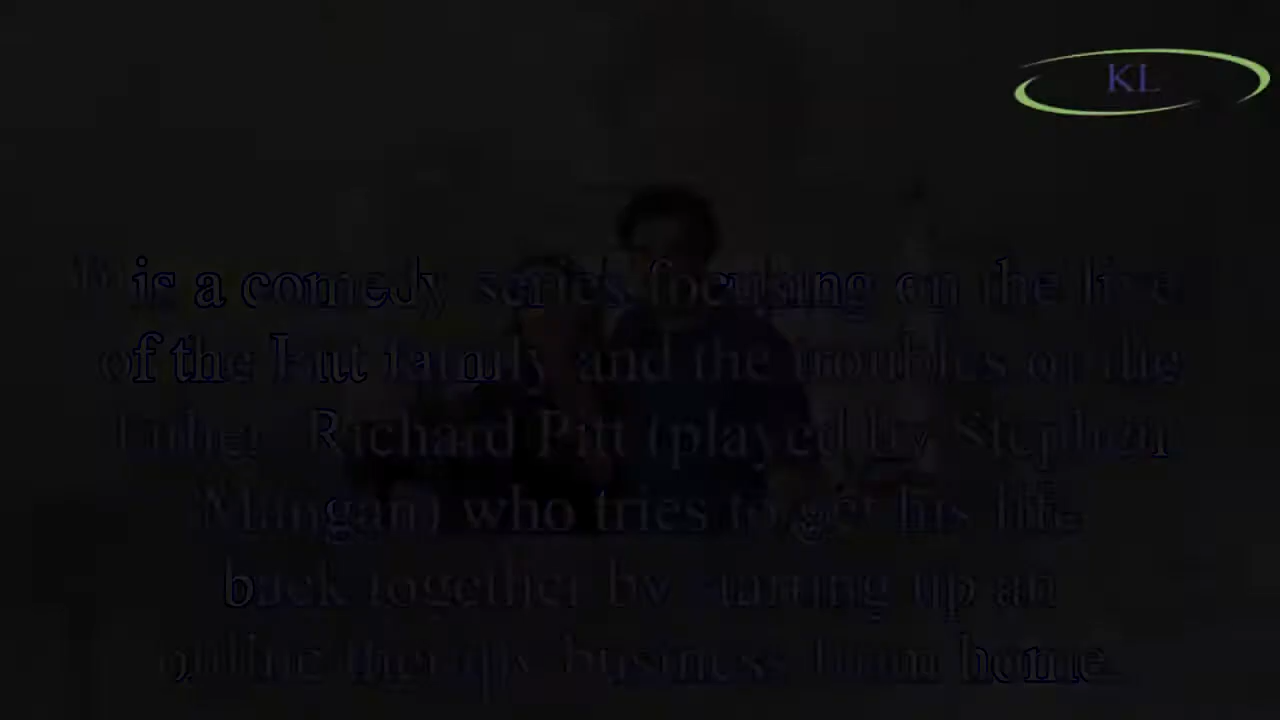 KL
is a comedy series focusing on the live
of the Pitt family and the troubles of the
father, Richard Pitt (played by Stephen
Mangan) who tries to get his life
back together by starting up an
online therapy business from home.